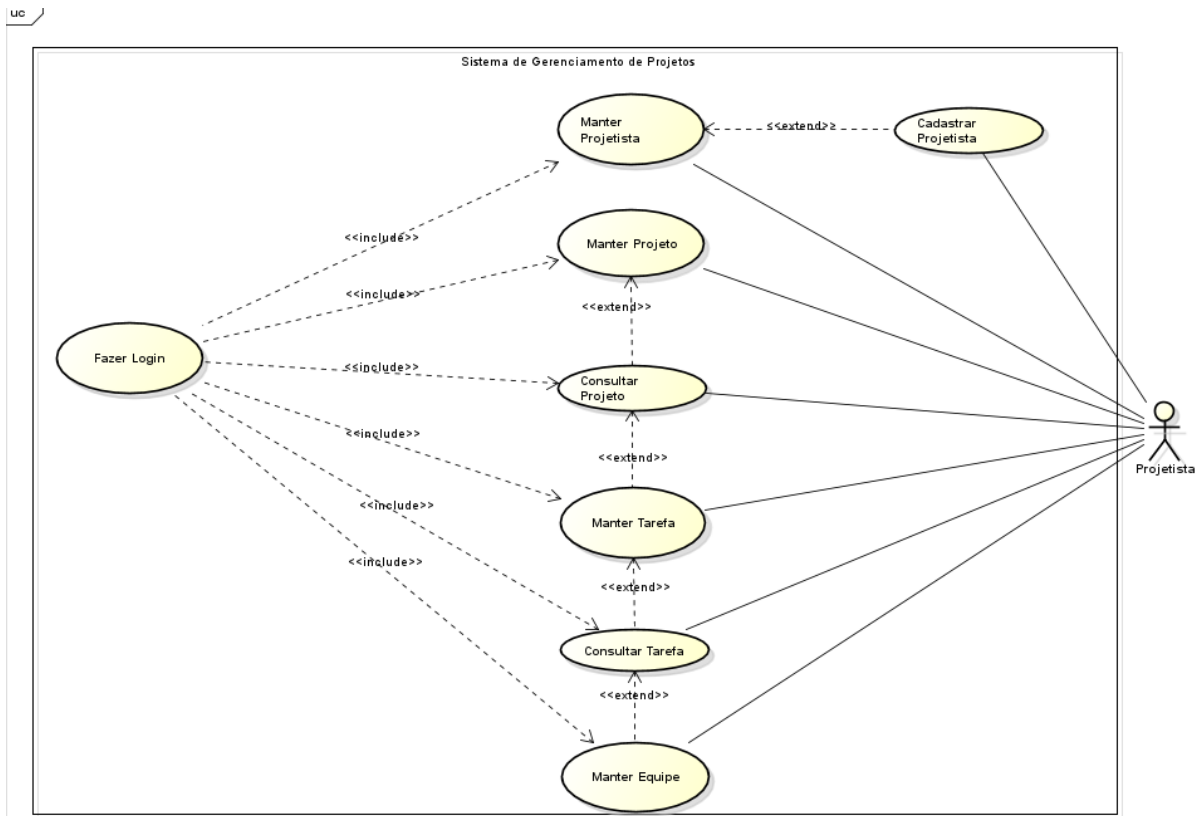 uc
Sistema de Gerenciamento de Projetos
Manter
Projetista
<<extend>>
Cadastrar
Projetista
<<include>>
Manter Projeto
<<include>>
<<extend>>
Fazer Login
<<include>>
Consultar
Projeto
<<include>>
<<extend>>
Projetista
<<include>>
Manter Tarefa
<<include>>
<<extend>>
Consultar Tarefa
<<extend>>
Manter Equipe